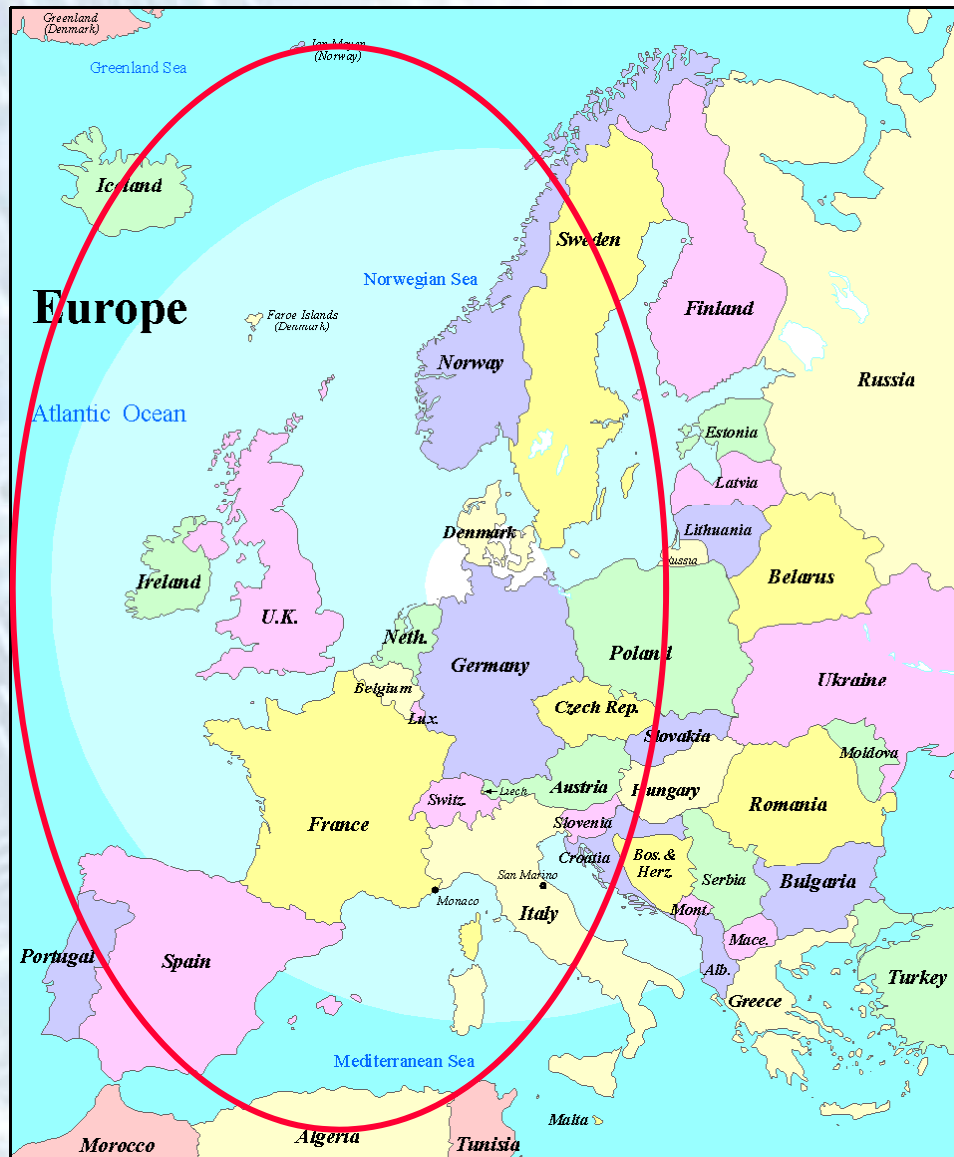 Greenland
(Denmark)
Jan Mayen
(Norway)
Greenland Sea
Iceland
Sweden
Norwegian Sea
Europe
Finland
Faroe Islands
(Denmark)
Norway
Russia
Atlantic Ocean
Estonia
Latvia
Denmark
Lithuania
Russia
Ireland
Belarus
U.K.
Neth.
Poland
Germany
Ukraine
Belgium
Czech Rep.
Lux.
Slovakia
Moldova
Austria
Liech.
Hungary
Switz.
Romania
France
Slovenia
Croatia
Bos. &
Herz.
San Marino
Serbia
Bulgaria
Monaco
Italy
Mont.
Mace.
Portugal
Spain
Alb.
Turkey
Greece
Mediterranean Sea
Malta
Morocco
Algeria
Tunisia